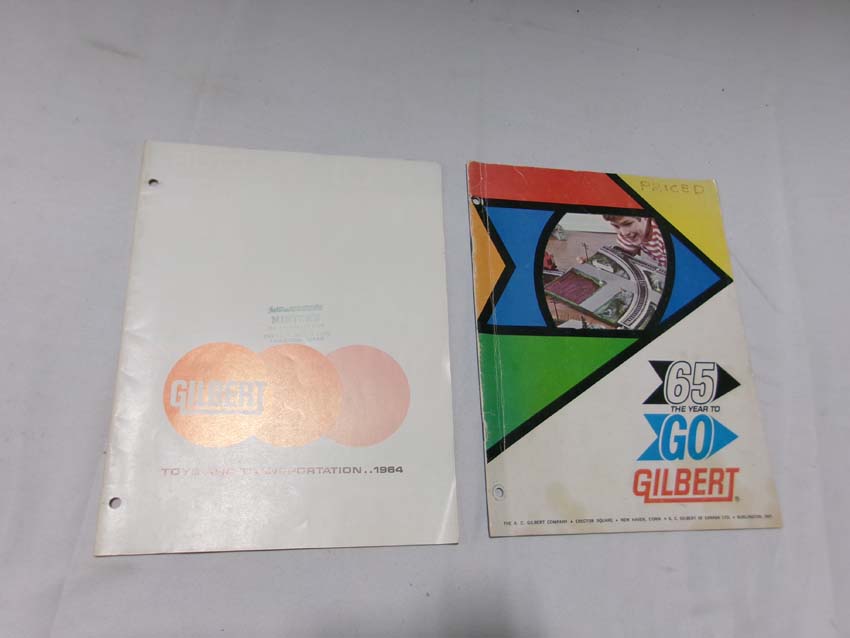 GILBERT
TOYS AND TRANSPORTATION..1964
PRICED
65
THE YEAR TO
GO
GILBERT®
THE A. C. GILBERT COMPANY • ERECTOR SQUARE • NEW HAVEN, CONN. • A. C. GILBERT OF CANADA LTD. • BURLINGTON, ONT.